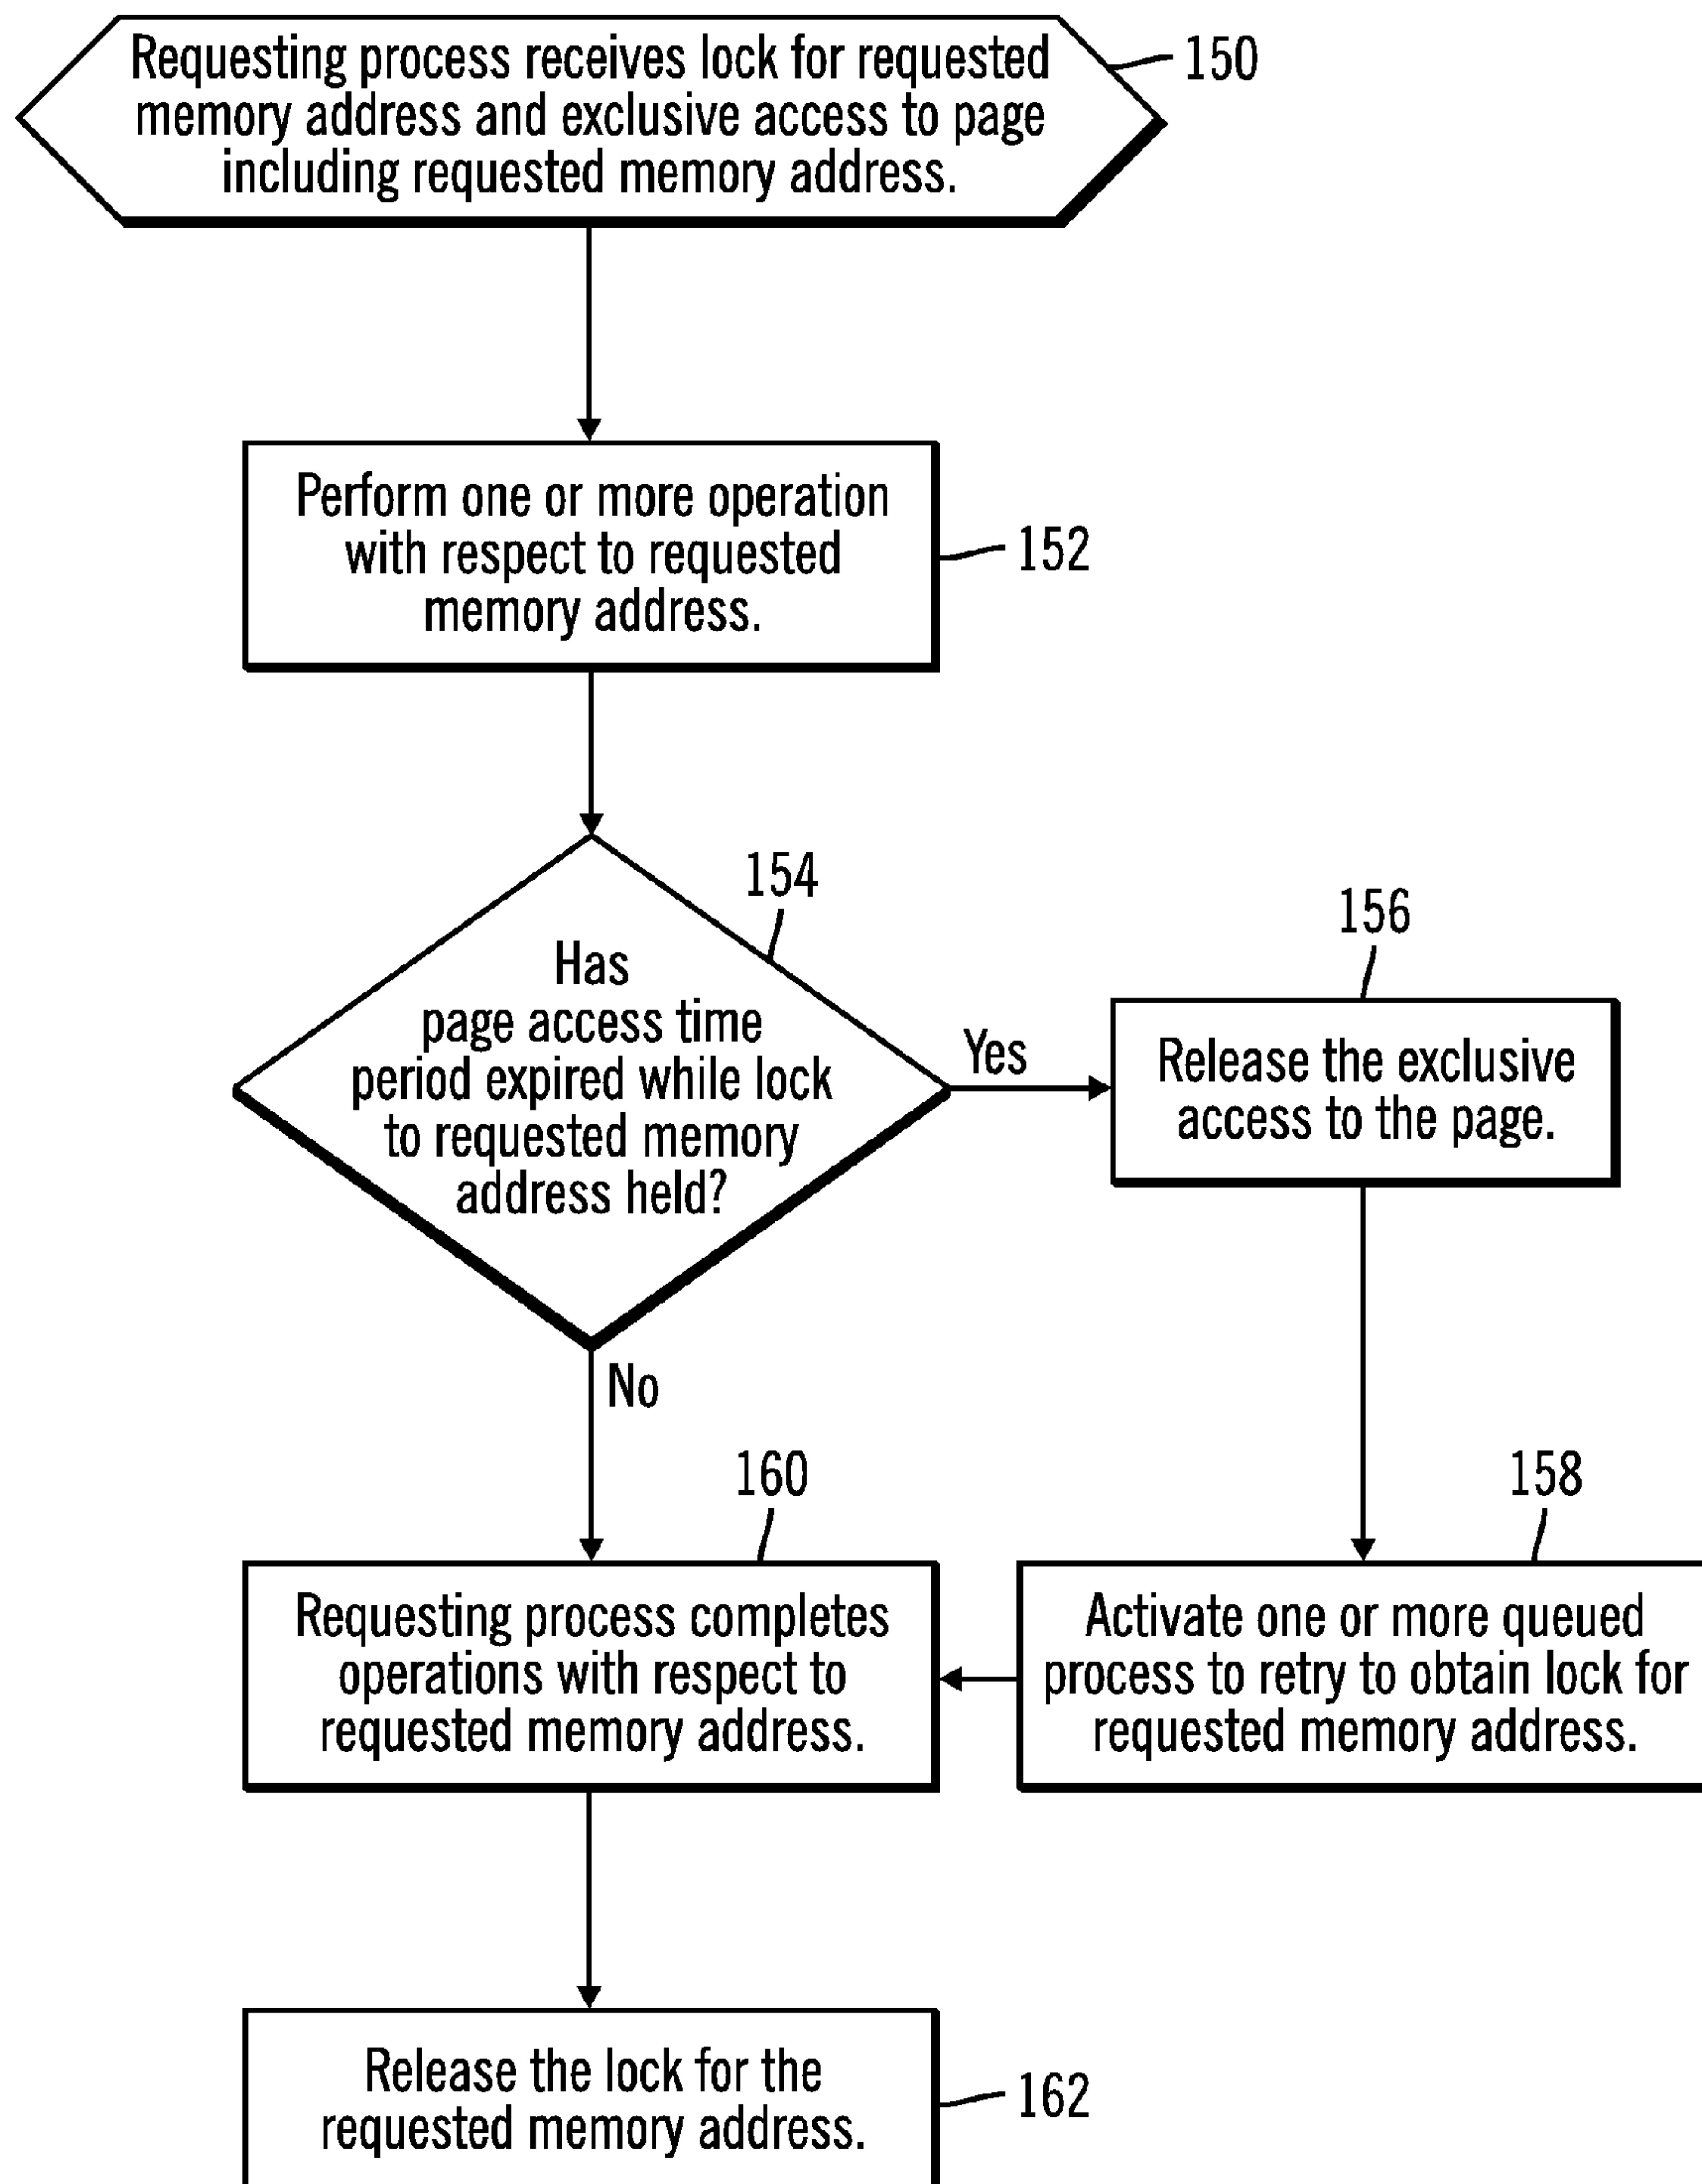 Requesting process receives lock for requested
memory address and exclusive access to page
including requested memory address.
150
Perform one or more operation
with respect to requested
memory address.
152
154
Has
page access time
period expired while lock
to requested memory
address held?
Yes
No
156
Release the exclusive
access to the page.
158
Activate one or more queued
process to retry to obtain lock for
requested memory address.
160
Requesting process completes
operations with respect to
requested memory address.
Release the lock for the
requested memory address.
162